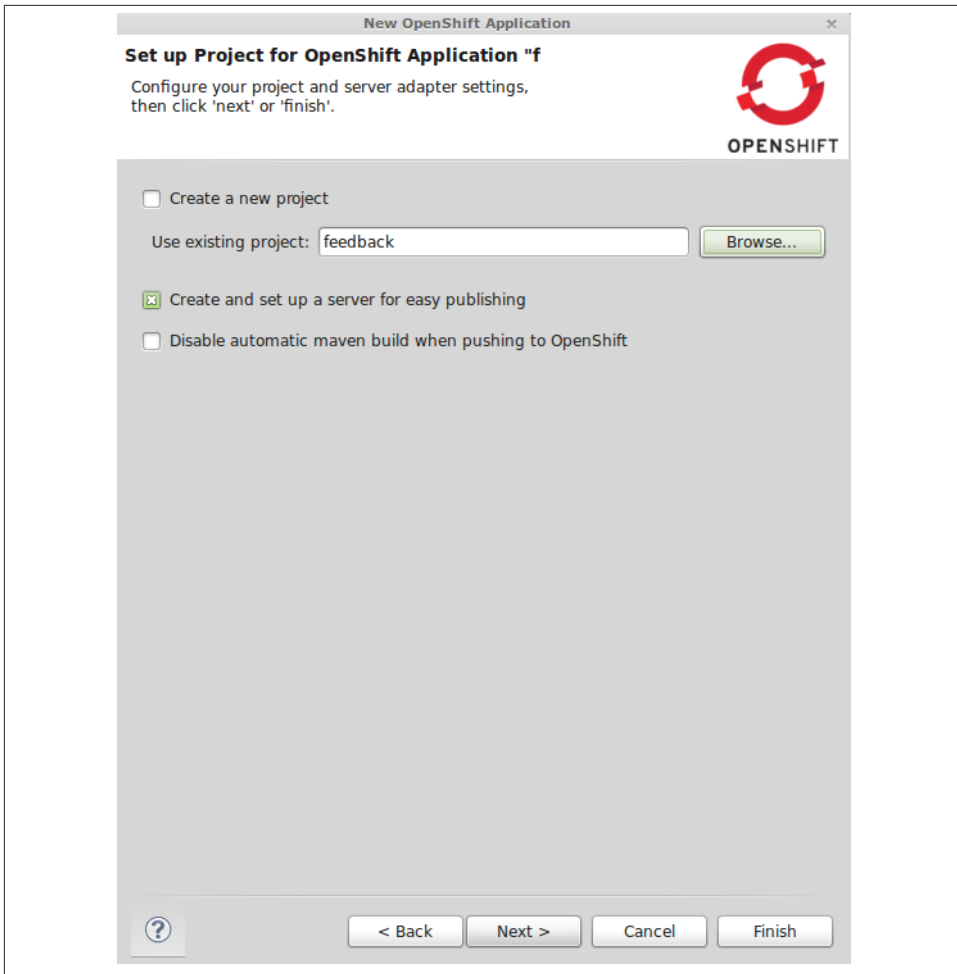 New OpenShift Application
Set up Project for OpenShift Application "f
Configure your project and server adapter settings,
then click 'next' or 'finish'.
OPENSHIFT
Create a new project
Use existing project: feedback Browse...
Create and set up a server for easy publishing
Disable automatic maven build when pushing to OpenShift
? < Back Next > Cancel Finish